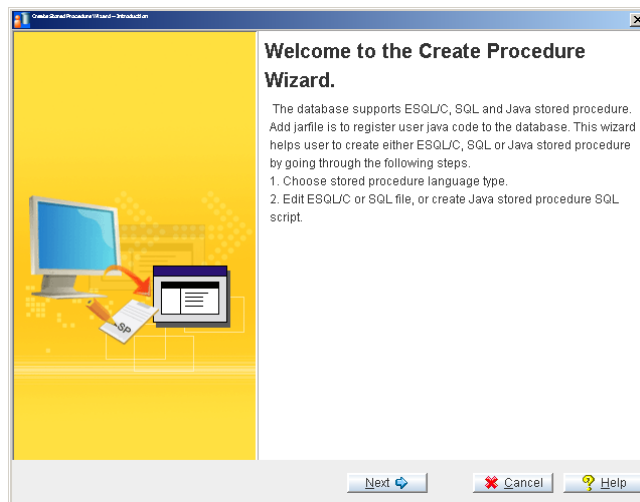 Create Stored Procedure Wizard -- Introduction
Welcome to the Create Procedure
Wizard.
The database supports ESQL/C, SQL and Java stored procedure.
Add jarfile is to register user java code to the database. This wizard
helps user to create either ESQL/C, SQL or Java stored procedure
by going through the following steps.
1. Choose stored procedure language type.
2. Edit ESQL/C or SQL file, or create Java stored procedure SQL
script.
SP
Next
Cancel
? Help